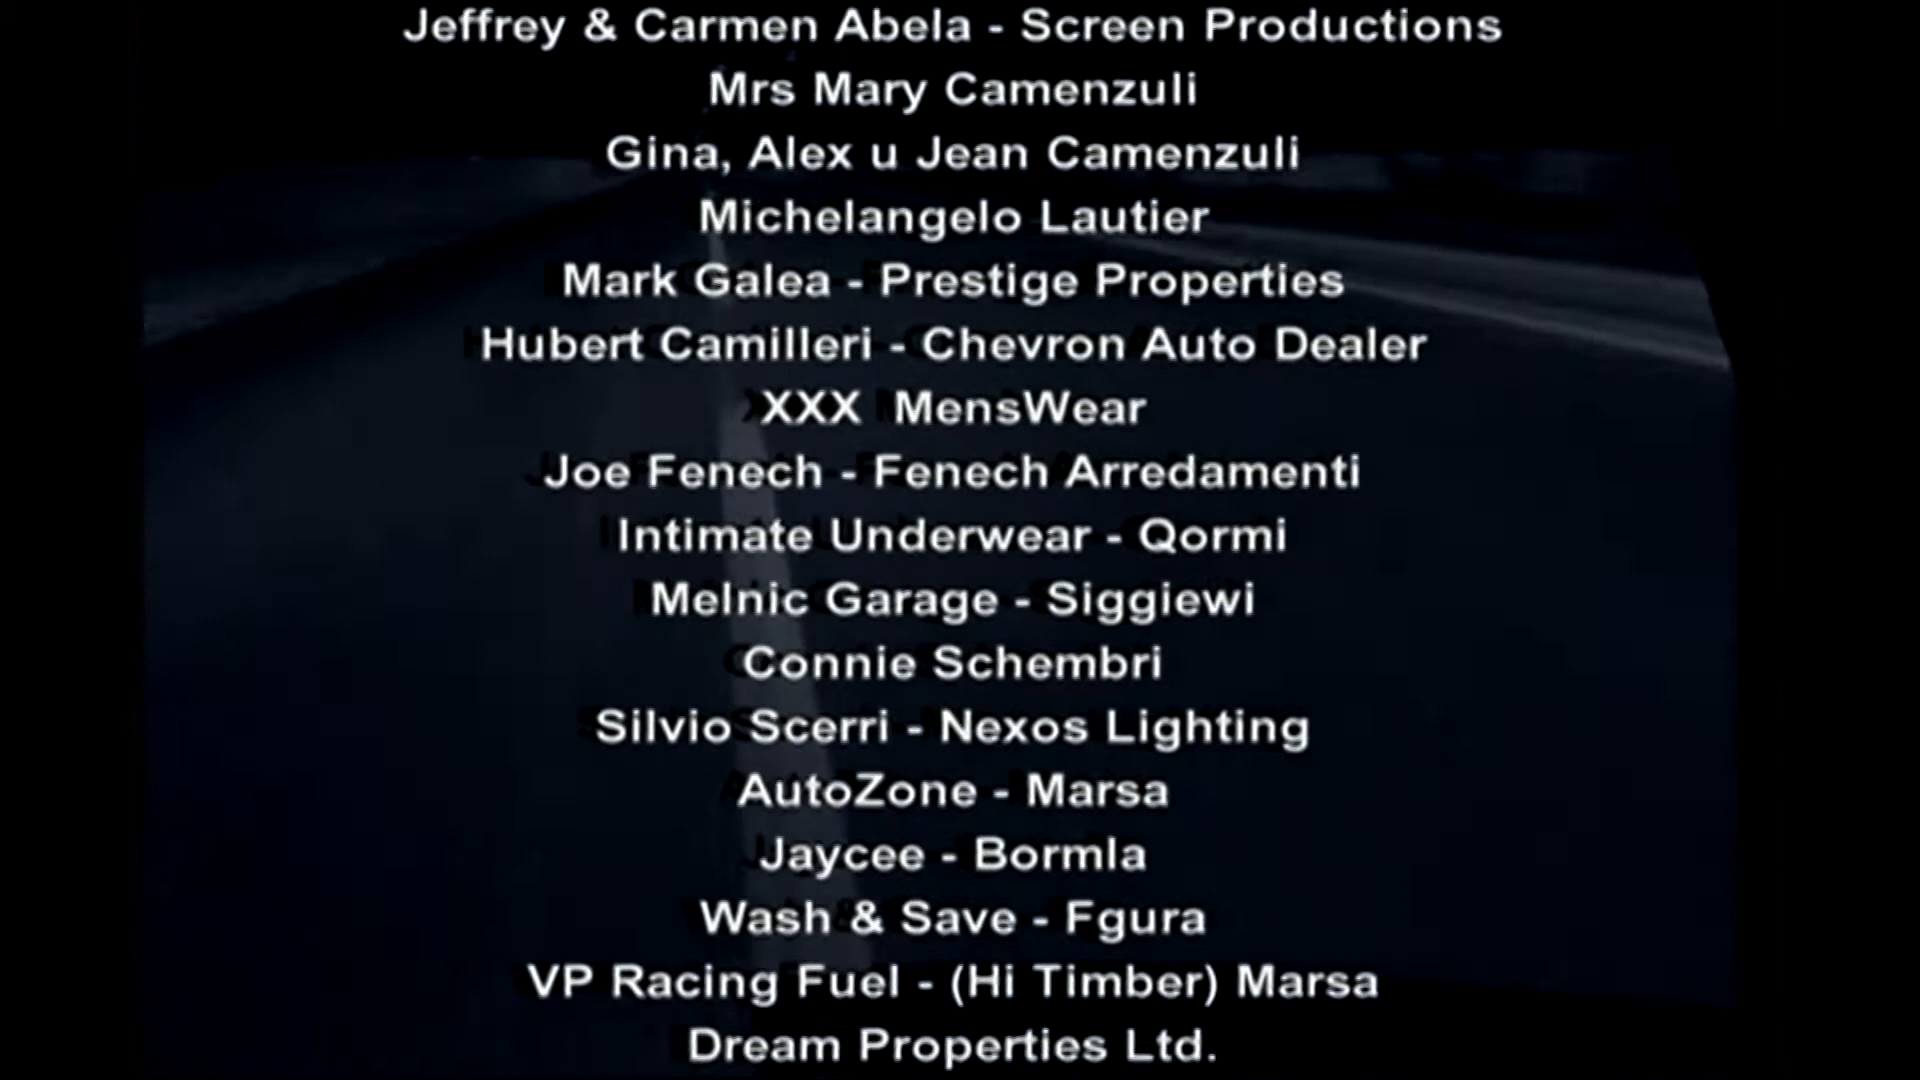 Jeffrey & Carmen Abela - Screen Productions
Mrs Mary Camenzuli
Gina, Alex u Jean Camenzuli
Michelangelo Lautier
Mark Galea - Prestige Properties
Hubert Camilleri - Chevron Auto Dealer
XXX MensWear
Joe Fenech - Fenech Arredamenti
Intimate Underwear - Qormi
Melnic Garage - Siggiewi
Connie Schembri
Silvio Scerri - Nexos Lighting
AutoZone - Marsa
Jaycee - Bormla
Wash & Save - Fgura
VP Racing Fuel - (Hi Timber) Marsa
Dream Properties Ltd.